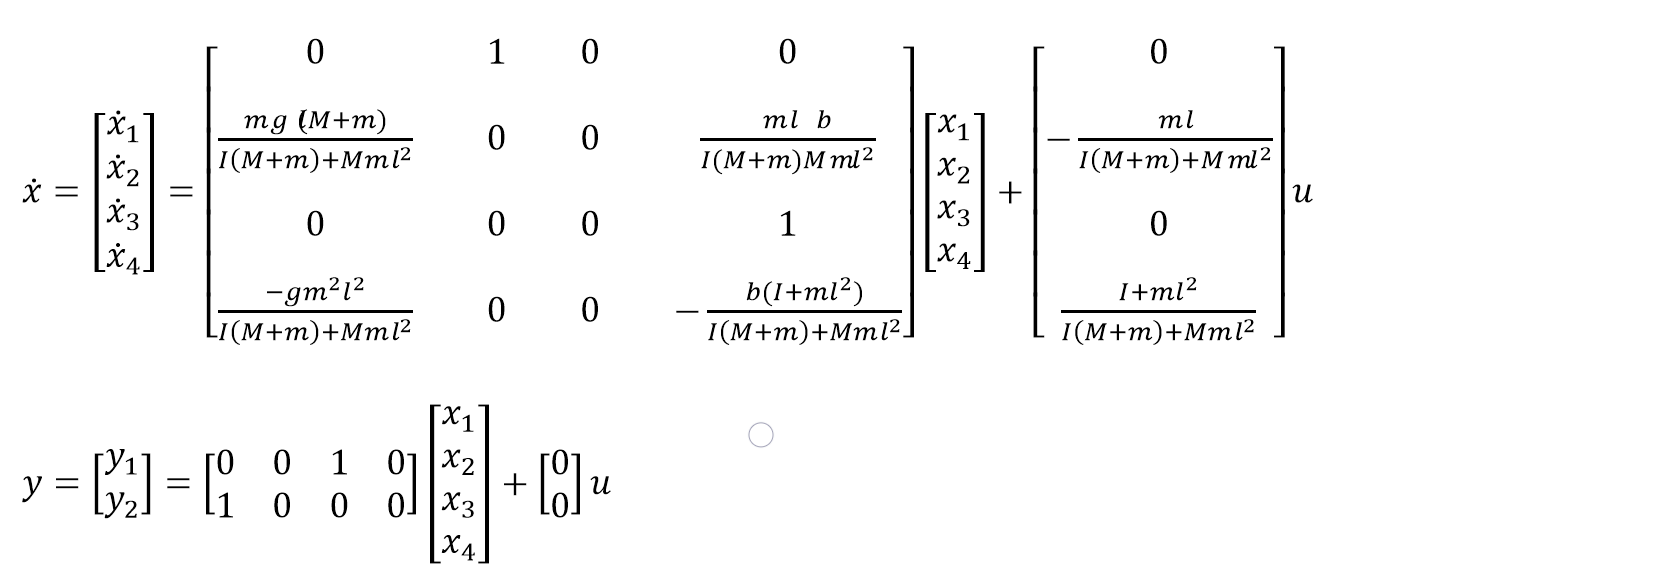 ẋ = [ẋ₁ ẋ₂ ẋ₃ ẋ₄] = [0 1 0 0; mg l(M+m)/I(M+m)+Mml² 0 0 ml b/I(M+m)Mml²; 0 0 0 1; −gm²l²/I(M+m)+Mml² 0 0 −b(I+ml²)/I(M+m)+Mml²] [x₁ x₂ x₃ x₄] + [0; −ml/I(M+m)+Mml²; 0; I+ml²/I(M+m)+Mml²] u
y = [y₁ y₂] = [0 0 1 0; 1 0 0 0] [x₁ x₂ x₃ x₄] + [0 0] u